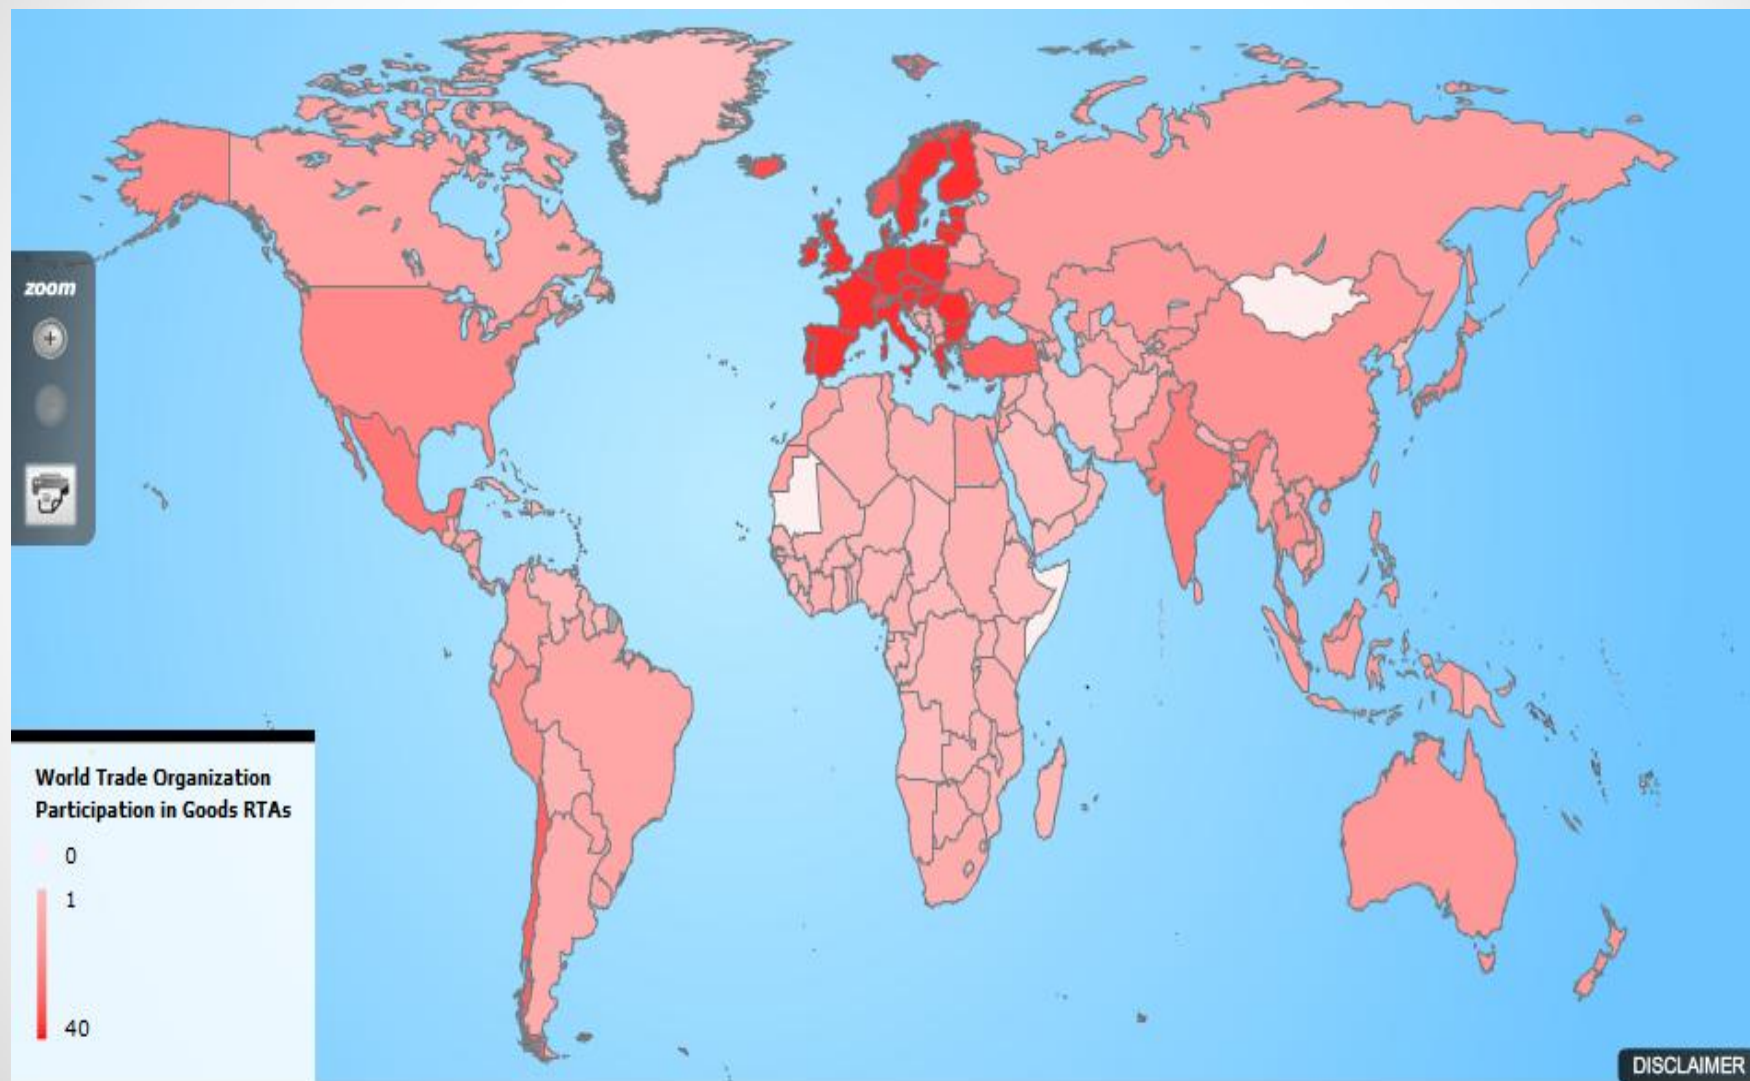 zoom
+
World Trade Organization
Participation in Goods RTAs
0
1
40
DISCLAIMER